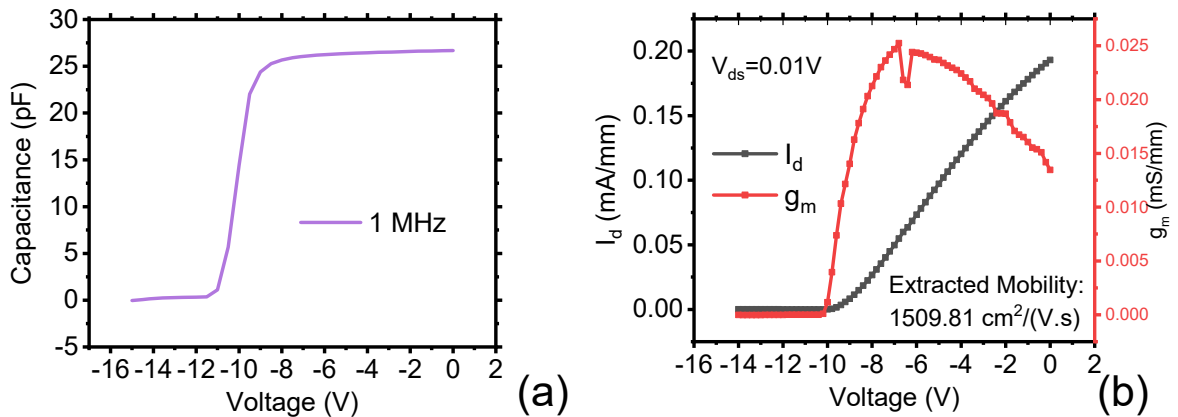 30
25
20
15
10
5
0
-5
Capacitance (pF)
1 MHz
-16 -14 -12 -10 -8 -6 -4 -2 0 2
Voltage (V)
(a)
0.20
0.15
0.10
0.05
0.00
I_d (mA/mm)
V_ds=0.01V
I_d
g_m
Extracted Mobility:
1509.81 cm²/(V.s)
0.025
0.020
0.015
0.010
0.005
0.000
g_m (mS/mm)
-16 -14 -12 -10 -8 -6 -4 -2 0 2
Voltage (V)
(b)